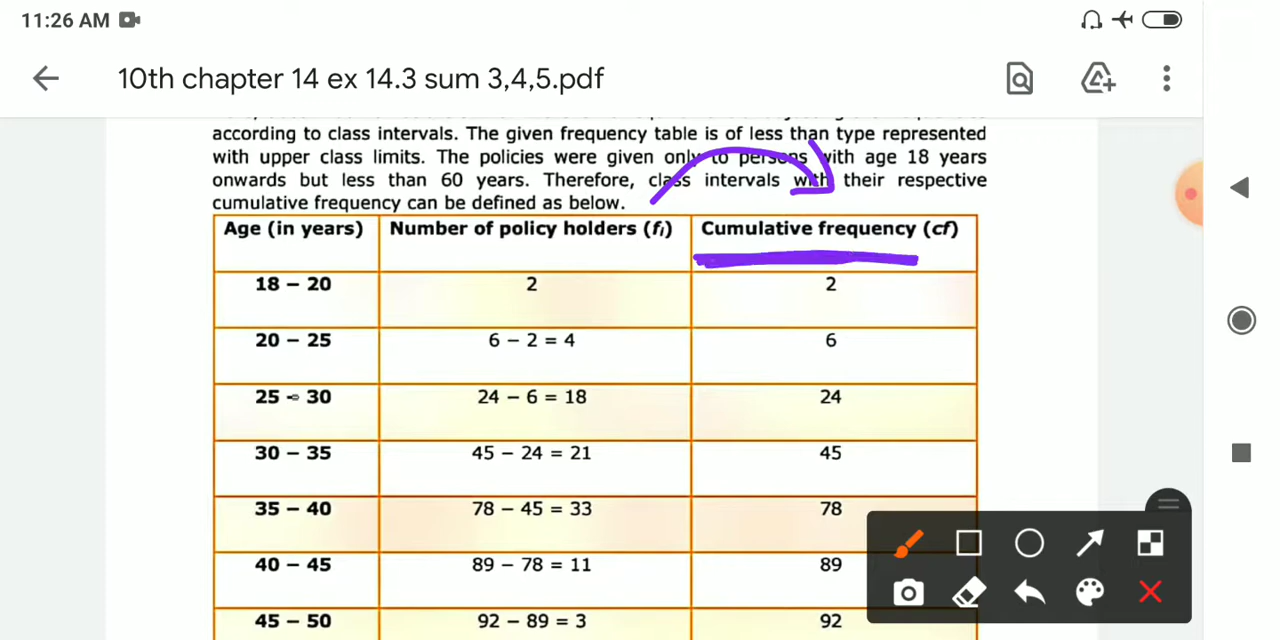 11:26 AM
10th chapter 14 ex 14.3 sum 3,4,5.pdf
according to class intervals. The given frequency table is of less than type represented
with upper class limits. The policies were given only to persons with age 18 years
onwards but less than 60 years. Therefore, class intervals with their respective
cumulative frequency can be defined as below.
Age (in years) Number of policy holders (fᵢ) Cumulative frequency (cf)
18 – 20 2 2
20 – 25 6 – 2 = 4 6
25 – 30 24 – 6 = 18 24
30 – 35 45 – 24 = 21 45
35 – 40 78 – 45 = 33 78
40 – 45 89 – 78 = 11 89
45 – 50 92 – 89 = 3 92